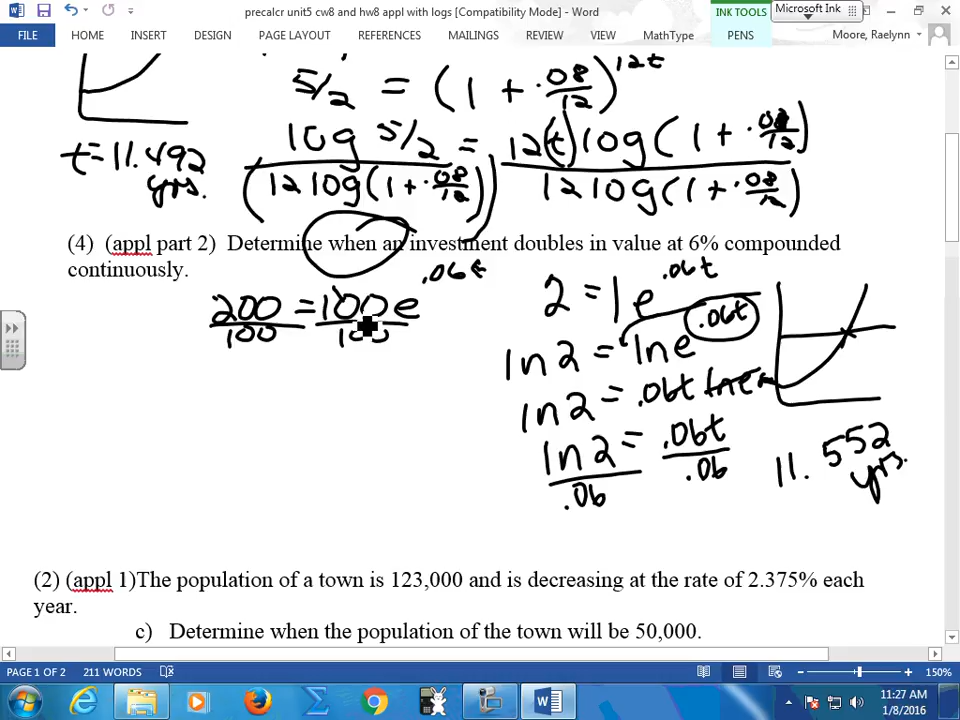 precalcr unit5 cw8 and hw8 appl with logs [Compatibility Mode] - Word
INK TOOLS
Microsoft Ink
FILE HOME INSERT DESIGN PAGE LAYOUT REFERENCES MAILINGS REVIEW VIEW MathType PENS
Moore, Raelynn
5/2 = (1 + .08/12)^12t
log 5/2 = 12(t) log(1 + .08/12)
12 log(1 + .08/12) 12 log(1 + .08/12)
t = 11.492
yrs.
(4) (appl part 2) Determine when an investment doubles in value at 6% compounded
continuously.
200 = 100e^.06t
100 100
2 = 1e^.06t
ln 2 = ln e^.06t
ln 2 = .06t ln e
ln 2 = .06t
.06 .06
11.552
yrs.
(2) (appl 1)The population of a town is 123,000 and is decreasing at the rate of 2.375% each
year.
c) Determine when the population of the town will be 50,000.
PAGE 1 OF 2 211 WORDS 150%
11:27 AM
1/8/2016